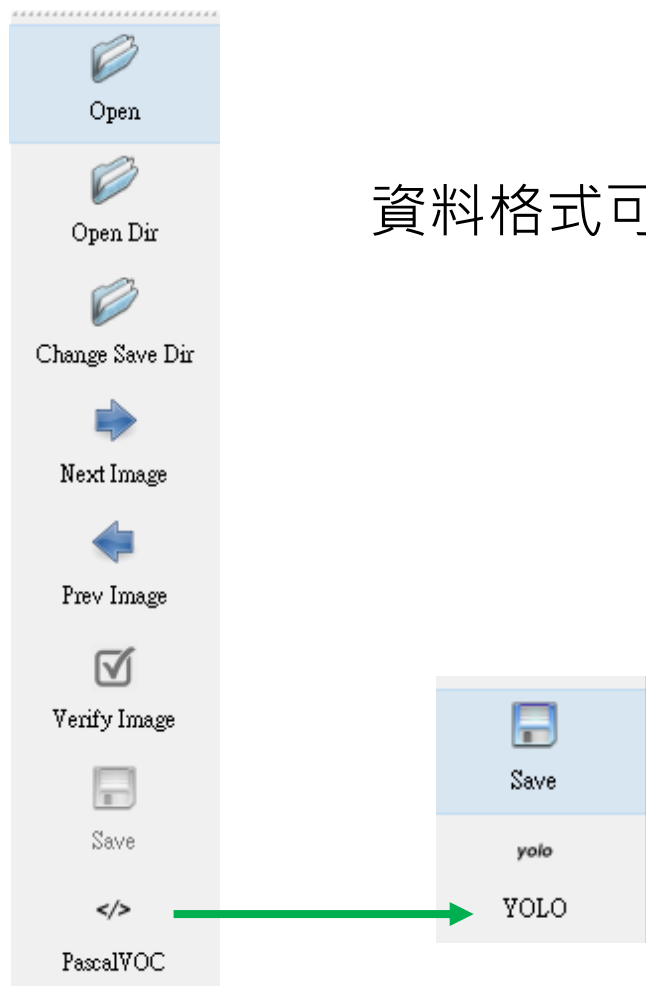 Open
Open Dir
Change Save Dir
Next Image
Prev Image
Verify Image
Save
</>
PascalVOC
資料格式可
Save
yolo
YOLO